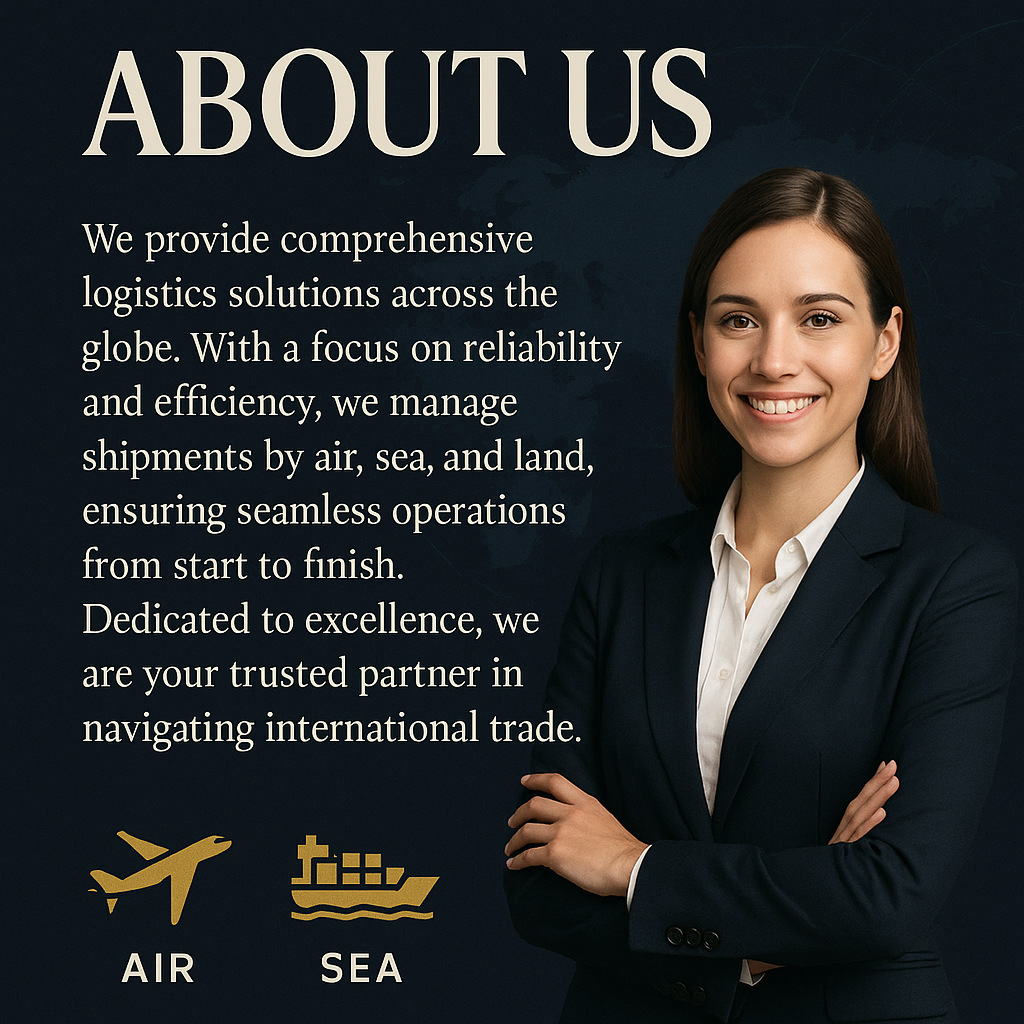 ABOUT US
We provide comprehensive
logistics solutions across the
globe. With a focus on reliability
and efficiency, we manage
shipments by air, sea, and land,
ensuring seamless operations
from start to finish.
Dedicated to excellence, we
are your trusted partner in
navigating international trade.
AIR
SEA